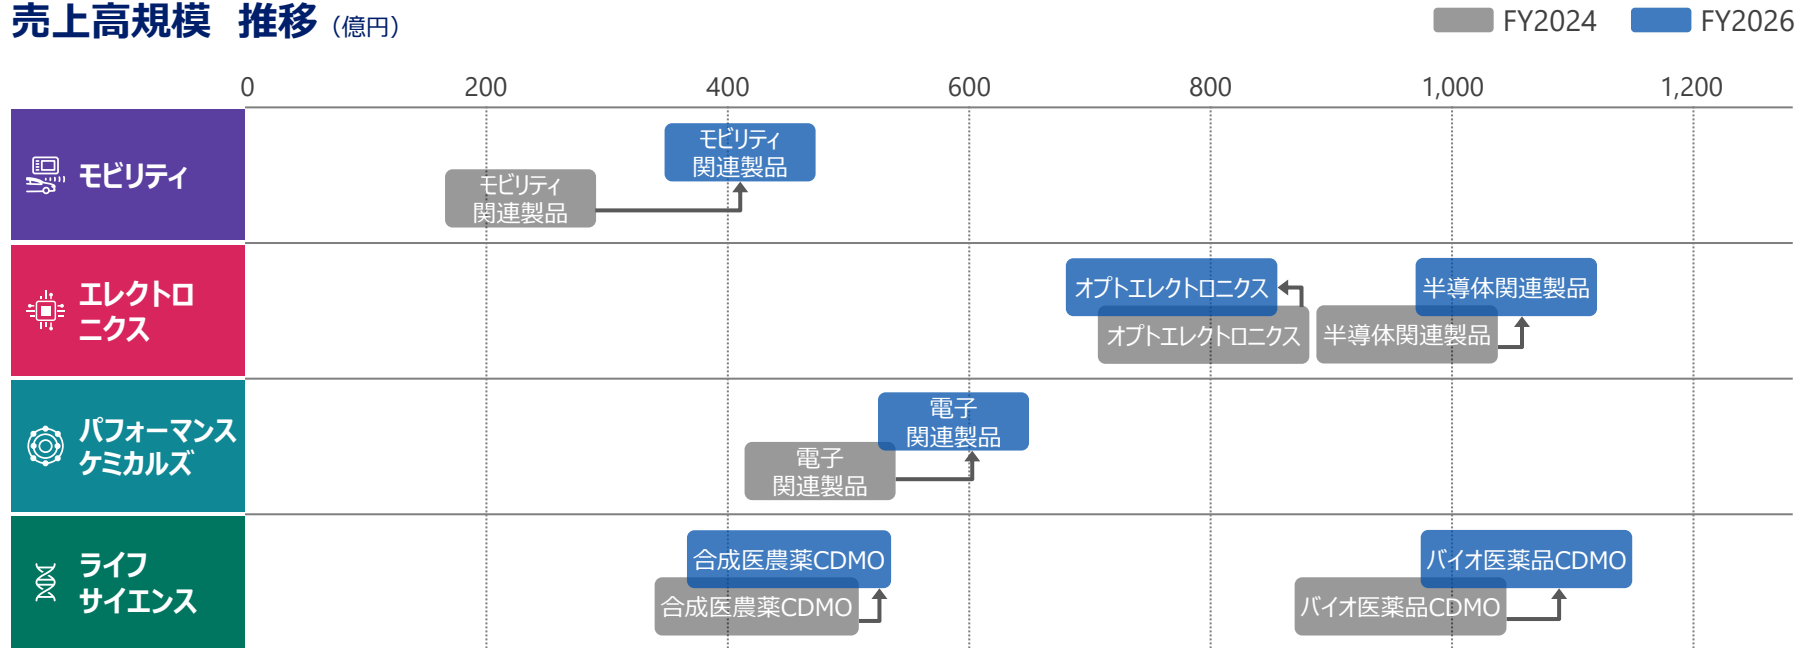 売上高規模 推移 (億円)
FY2024 FY2026
0 200 400 600 800 1,000 1,200
モビリティ
モビリティ
関連製品
モビリティ
関連製品
エレクトロ
ニクス
オプトエレクトロニクス
半導体関連製品
オプトエレクトロニクス
半導体関連製品
パフォーマンス
ケミカルズ
電子
関連製品
電子
関連製品
ライフ
サイエンス
合成医農薬CDMO
バイオ医薬品CDMO
合成医農薬CDMO
バイオ医薬品CDMO